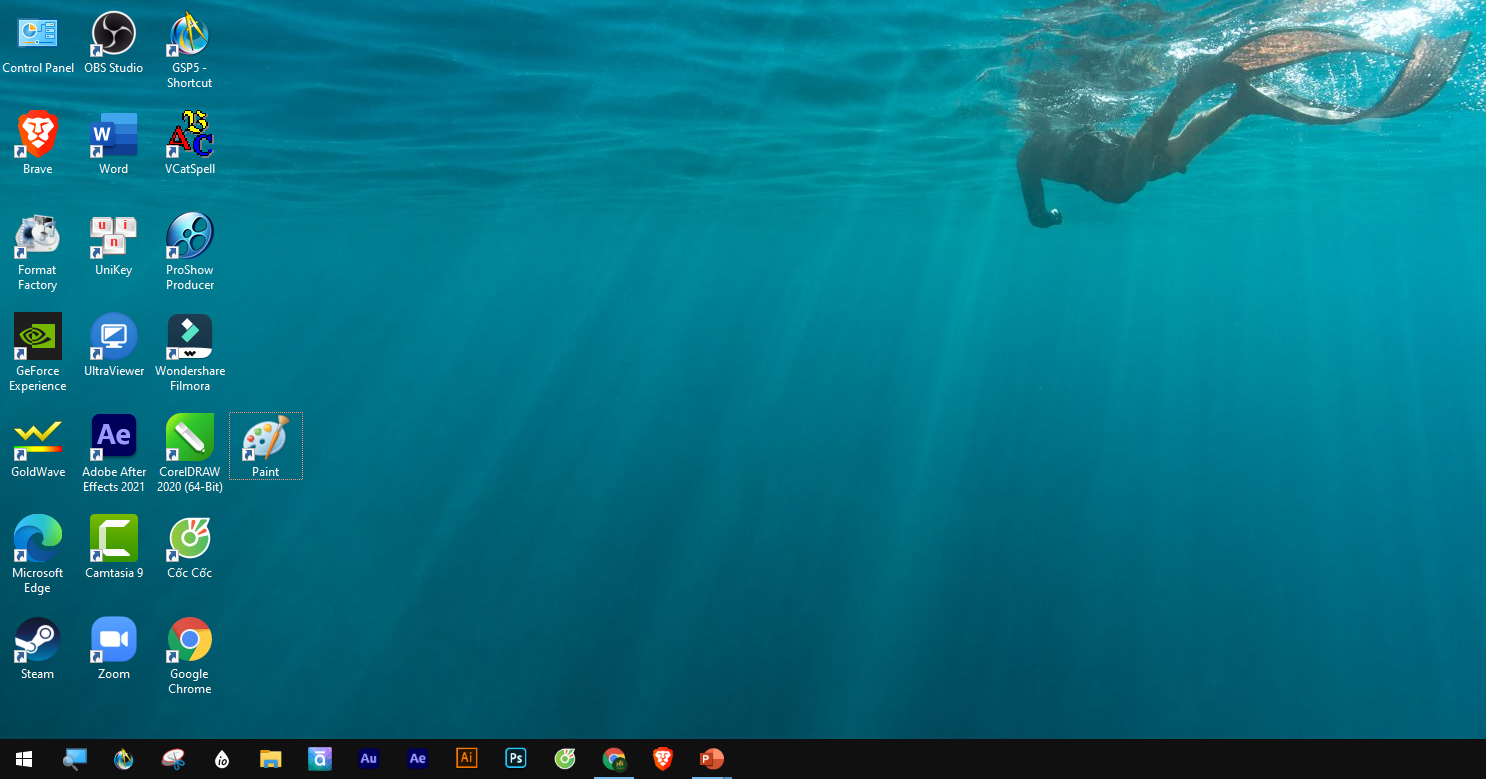 Control Panel
OBS Studio
GSP5 -
Shortcut
Brave
W
Word
A B C
VCatSpell
Format
Factory
u i
n
UniKey
ProShow
Producer
GeForce
Experience
UltraViewer
Wondershare
Filmora
GoldWave
Ae
Adobe After
Effects 2021
CorelDRAW
2020 (64-Bit)
Paint
Microsoft
Edge
C
Camtasia 9
Cốc Cốc
Steam
Zoom
Google
Chrome
io
a
Au
Ae
Ai
Ps
P